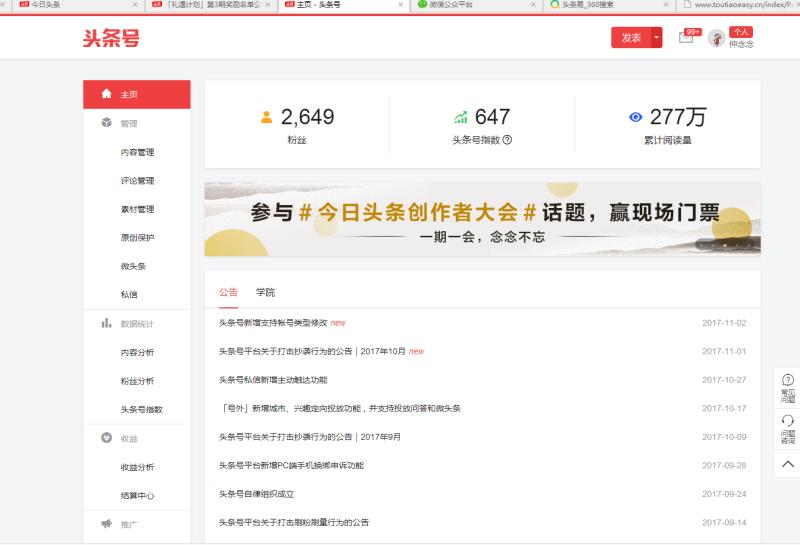 今日头条
「礼遇计划」第3期奖励名单公
主页 - 头条号
微信公众平台
头条易_360搜索
www.toutiaoeasy.cn/index/R
头条号
发表
99+
个人
仲念念
主页
管理
内容管理
评论管理
素材管理
原创保护
微头条
私信
数据统计
内容分析
粉丝分析
头条号指数
收益
收益分析
结算中心
推广
2,649
粉丝
647
头条号指数
277万
累计阅读量
参与#今日头条创作者大会#话题，赢现场门票
一期一会，念念不忘
公告 学院
头条号新增支持帐号类型修改 new 2017-11-02
头条号平台关于打击抄袭行为的公告｜2017年10月 new 2017-11-01
头条号私信新增主动触达功能 2017-10-27
「号外」新增城市、兴趣定向投放功能，并支持投放问答和微头条 2017-10-17
头条号平台关于打击抄袭行为的公告｜2017年9月 2017-10-09
头条号平台新增PC端手机换绑申诉功能 2017-09-28
头条号自律组织成立 2017-09-24
头条号平台关于打击刷粉刷量行为的公告 2017-09-14
常见
问题
问题
咨询